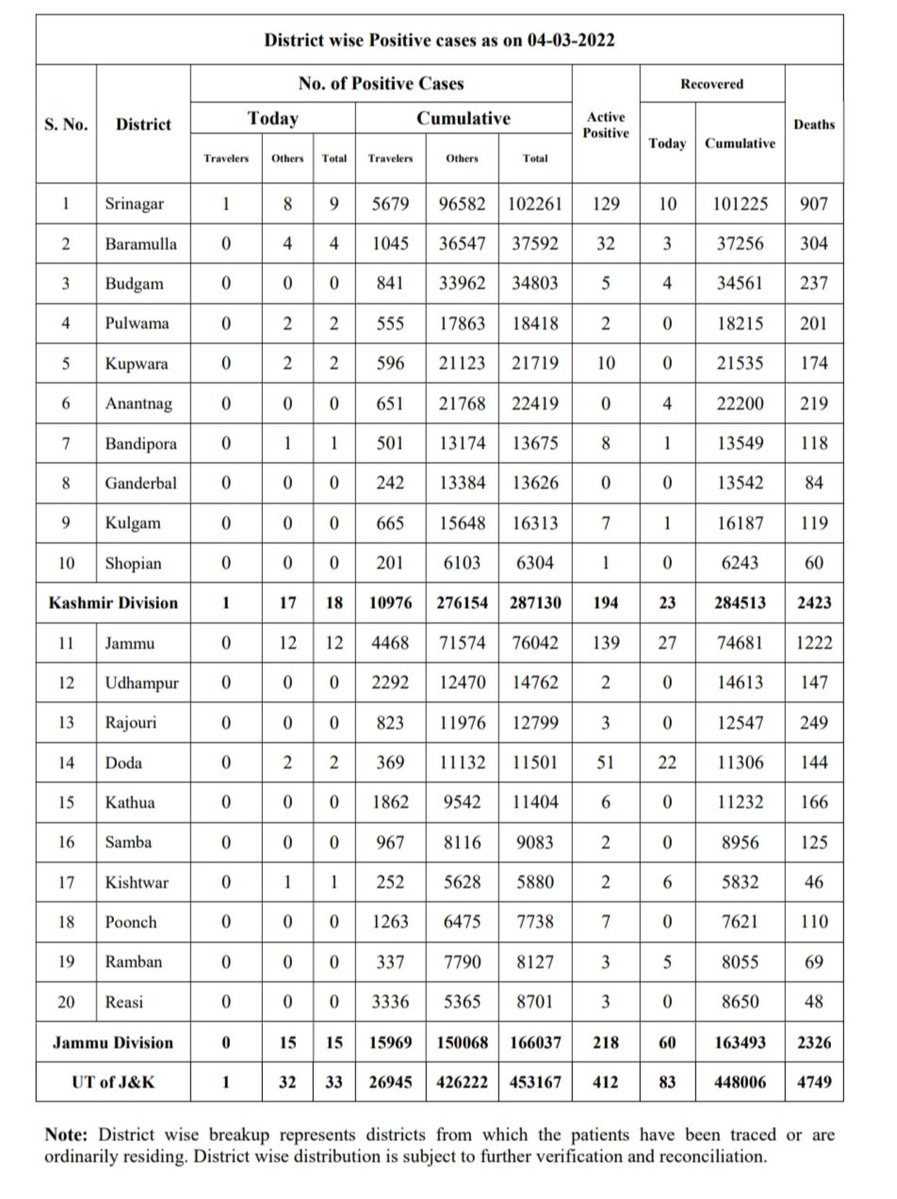 District wise Positive cases as on 04-03-2022
S. No. District No. of Positive Cases Active Positive Recovered Deaths
Today Cumulative Today Cumulative
Travelers Others Total Travelers Others Total
1 Srinagar 1 8 9 5679 96582 102261 129 10 101225 907
2 Baramulla 0 4 4 1045 36547 37592 32 3 37256 304
3 Budgam 0 0 0 841 33962 34803 5 4 34561 237
4 Pulwama 0 2 2 555 17863 18418 2 0 18215 201
5 Kupwara 0 2 2 596 21123 21719 10 0 21535 174
6 Anantnag 0 0 0 651 21768 22419 0 4 22200 219
7 Bandipora 0 1 1 501 13174 13675 8 1 13549 118
8 Ganderbal 0 0 0 242 13384 13626 0 0 13542 84
9 Kulgam 0 0 0 665 15648 16313 7 1 16187 119
10 Shopian 0 0 0 201 6103 6304 1 0 6243 60
Kashmir Division 1 17 18 10976 276154 287130 194 23 284513 2423
11 Jammu 0 12 12 4468 71574 76042 139 27 74681 1222
12 Udhampur 0 0 0 2292 12470 14762 2 0 14613 147
13 Rajouri 0 0 0 823 11976 12799 3 0 12547 249
14 Doda 0 2 2 369 11132 11501 51 22 11306 144
15 Kathua 0 0 0 1862 9542 11404 6 0 11232 166
16 Samba 0 0 0 967 8116 9083 2 0 8956 125
17 Kishtwar 0 1 1 252 5628 5880 2 6 5832 46
18 Poonch 0 0 0 1263 6475 7738 7 0 7621 110
19 Ramban 0 0 0 337 7790 8127 3 5 8055 69
20 Reasi 0 0 0 3336 5365 8701 3 0 8650 48
Jammu Division 0 15 15 15969 150068 166037 218 60 163493 2326
UT of J&K 1 32 33 26945 426222 453167 412 83 448006 4749
Note: District wise breakup represents districts from which the patients have been traced or are
ordinarily residing. District wise distribution is subject to further verification and reconciliation.